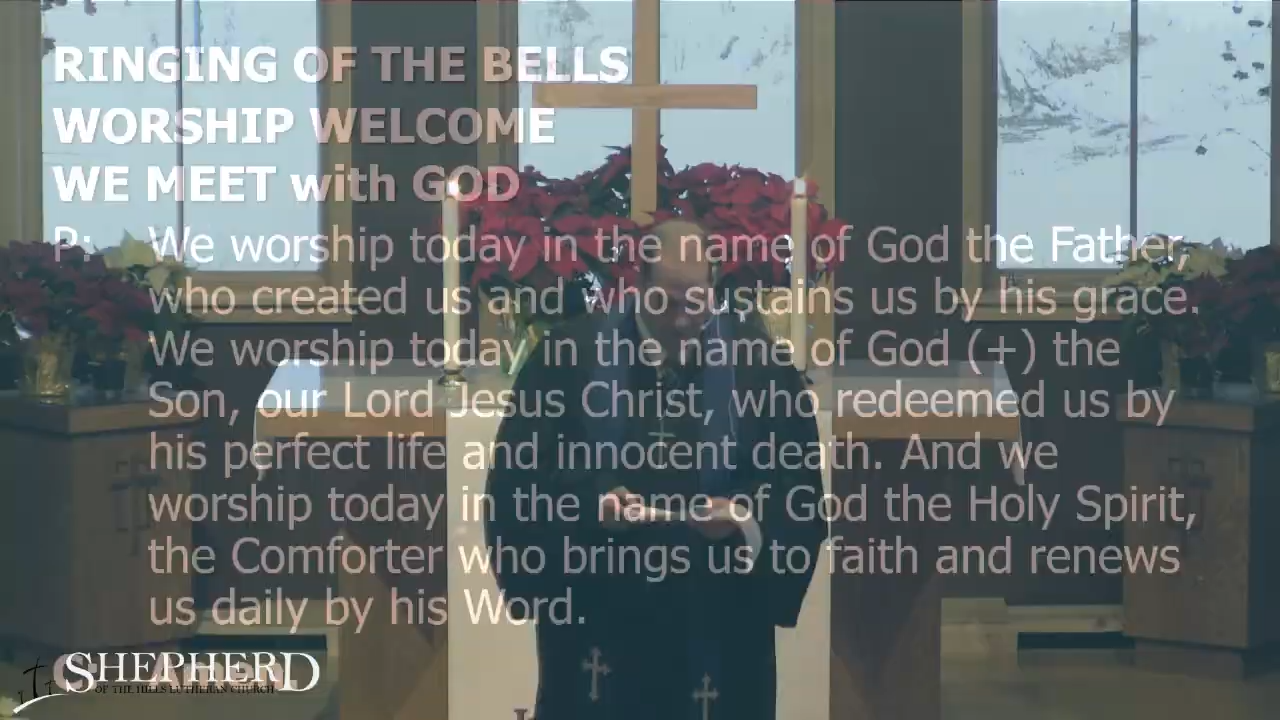 RINGING OF THE BELLS
WORSHIP WELCOME
WE MEET with GOD
P: We worship today in the name of God the Father,
who created us and who sustains us by his grace.
We worship today in the name of God (+) the
Son, our Lord Jesus Christ, who redeemed us by
his perfect life and innocent death. And we
worship today in the name of God the Holy Spirit,
the Comforter who brings us to faith and renews
us daily by his Word.
C: Amen.
SHEPHERD
OF THE HILLS LUTHERAN CHURCH